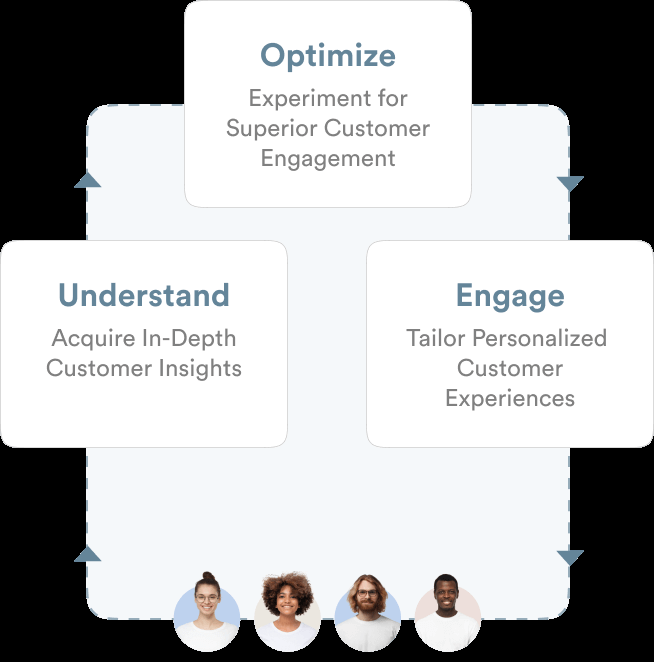 Optimize
Experiment for
Superior Customer
Engagement
Understand
Acquire In-Depth
Customer Insights
Engage
Tailor Personalized
Customer
Experiences